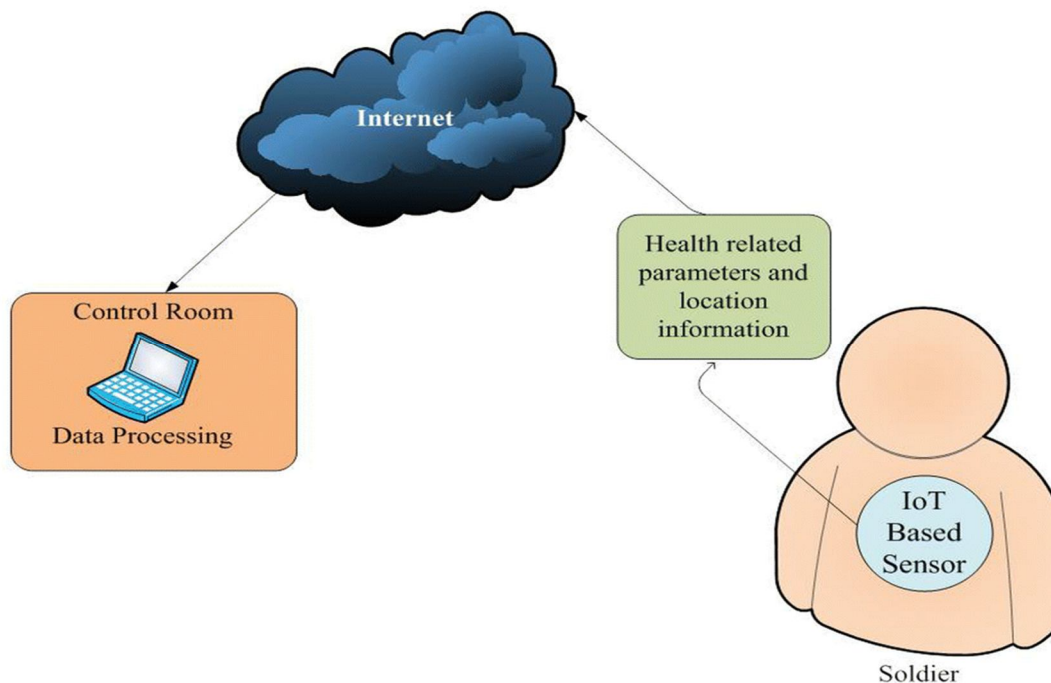 Internet
Control Room
Data Processing
Health related
parameters and
location
information
IoT
Based
Sensor
Soldier